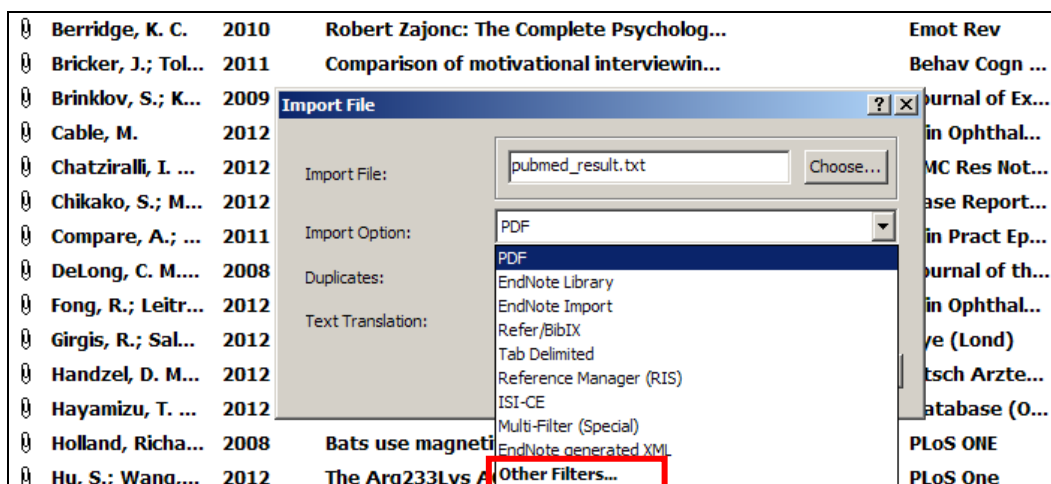 Berridge, K. C. 2010 Robert Zajonc: The Complete Psycholog... Emot Rev
Bricker, J.; Tol... 2011 Comparison of motivational interviewin... Behav Cogn ...
Brinklov, S.; K... 2009 Import File ? urnal of Ex...
Cable, M. 2012 in Ophthal...
Chatziralli, I. ... 2012 Import File: pubmed_result.txt Choose... MC Res Not...
Chikako, S.; M... 2012 ase Report...
Compare, A.; ... 2011 Import Option: PDF in Pract Ep...
PDF
DeLong, C. M.... 2008 Duplicates: EndNote Library urnal of th...
Fong, R.; Leitr... 2012 EndNote Import in Ophthal...
Text Translation: Refer/BibIX
Girgis, R.; Sal... 2012 Tab Delimited ye (Lond)
Handzel, D. M... 2012 Reference Manager (RIS) tsch Arzte...
Hayamizu, T. ... 2012 ISI-CE atabase (O...
Multi-Filter (Special)
Holland, Richa... 2008 Bats use magneti EndNote generated XML PLoS ONE
Hu, S.; Wang,... 2012 The Arg233Lys A Other Filters... PLoS One